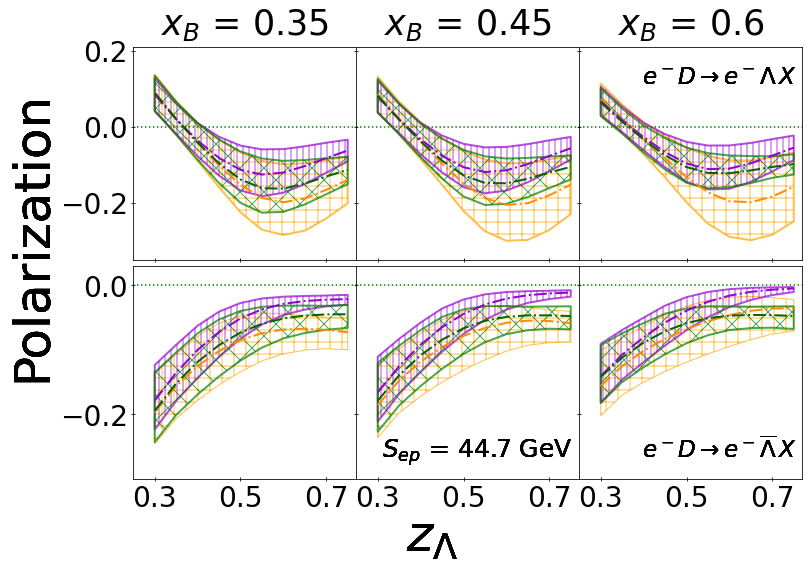 x_B = 0.35
x_B = 0.45
x_B = 0.6
Polarization
0.2
0.0
−0.2
e⁻D → e⁻ΛX
0.0
−0.2
S_ep = 44.7 GeV
e⁻D → e⁻Λ̅X
0.3 0.5 0.7 0.3 0.5 0.7 0.3 0.5 0.7
z_Λ